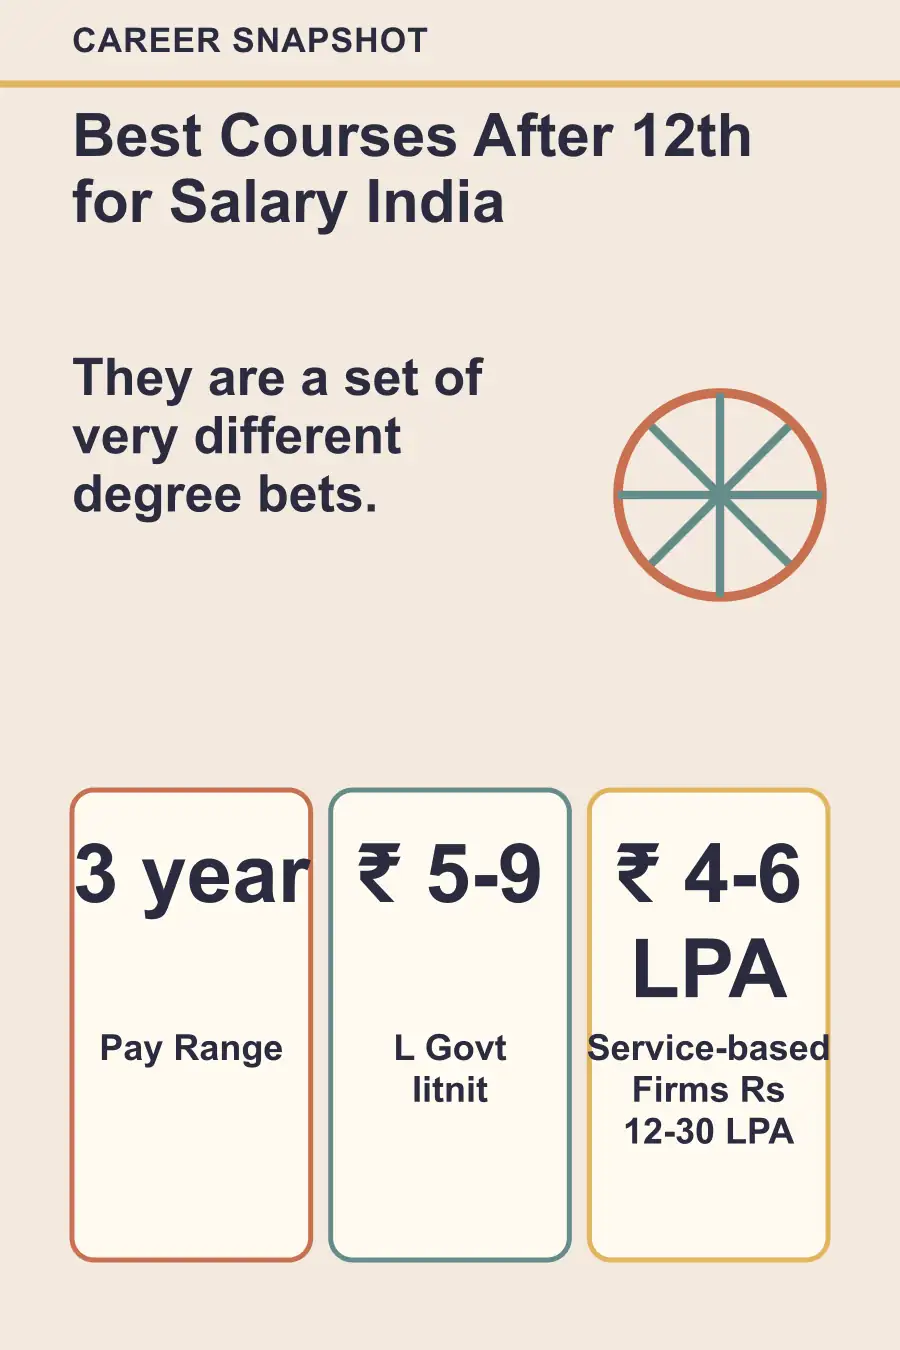 CAREER SNAPSHOT
Best Courses After 12th
for Salary India
They are a set of
very different
degree bets.
3 year
Pay Range
₹ 5-9
L Govt
Iitnit
₹ 4-6
LPA
Service-based
Firms Rs
12-30 LPA